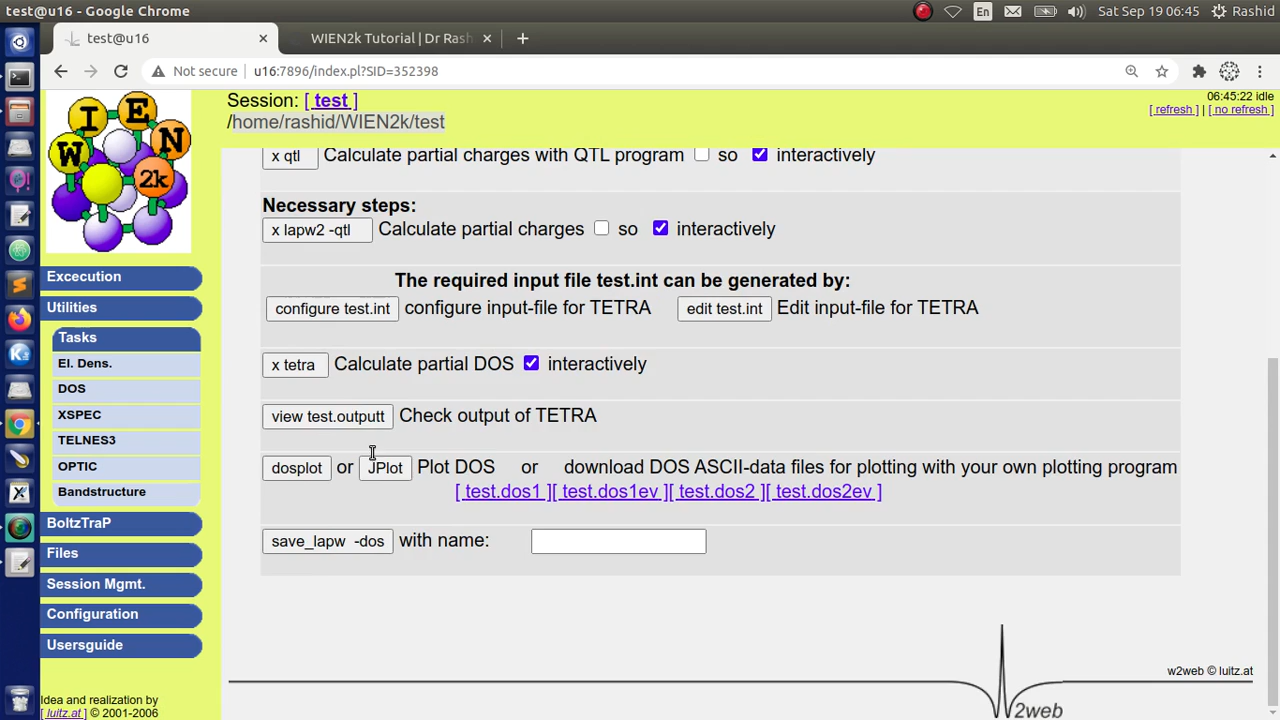 test@u16 - Google Chrome
En
Sat Sep 19 06:45
Rashid
test@u16
WIEN2k Tutorial | Dr Rash
Not secure
u16:7896/index.pl?SID=352398
W I E N 2k
Session: [ test ]
/home/rashid/WIEN2k/test
06:45:22 idle
[ refresh ] | [ no refresh ]
Excecution
Utilities
Tasks
El. Dens.
DOS
XSPEC
TELNES3
OPTIC
Bandstructure
BoltzTraP
Files
Session Mgmt.
Configuration
Usersguide
Idea and realization by
[ luitz.at ] © 2001-2006
x qtl Calculate partial charges with QTL program so interactively
Necessary steps:
x lapw2 -qtl Calculate partial charges so interactively
The required input file test.int can be generated by:
configure test.int configure input-file for TETRA edit test.int Edit input-file for TETRA
x tetra Calculate partial DOS interactively
view test.outputt Check output of TETRA
dosplot or JPlot Plot DOS or download DOS ASCII-data files for plotting with your own plotting program
[ test.dos1 ][ test.dos1ev ][ test.dos2 ][ test.dos2ev ]
save_lapw -dos with name:
w2web © luitz.at
2web